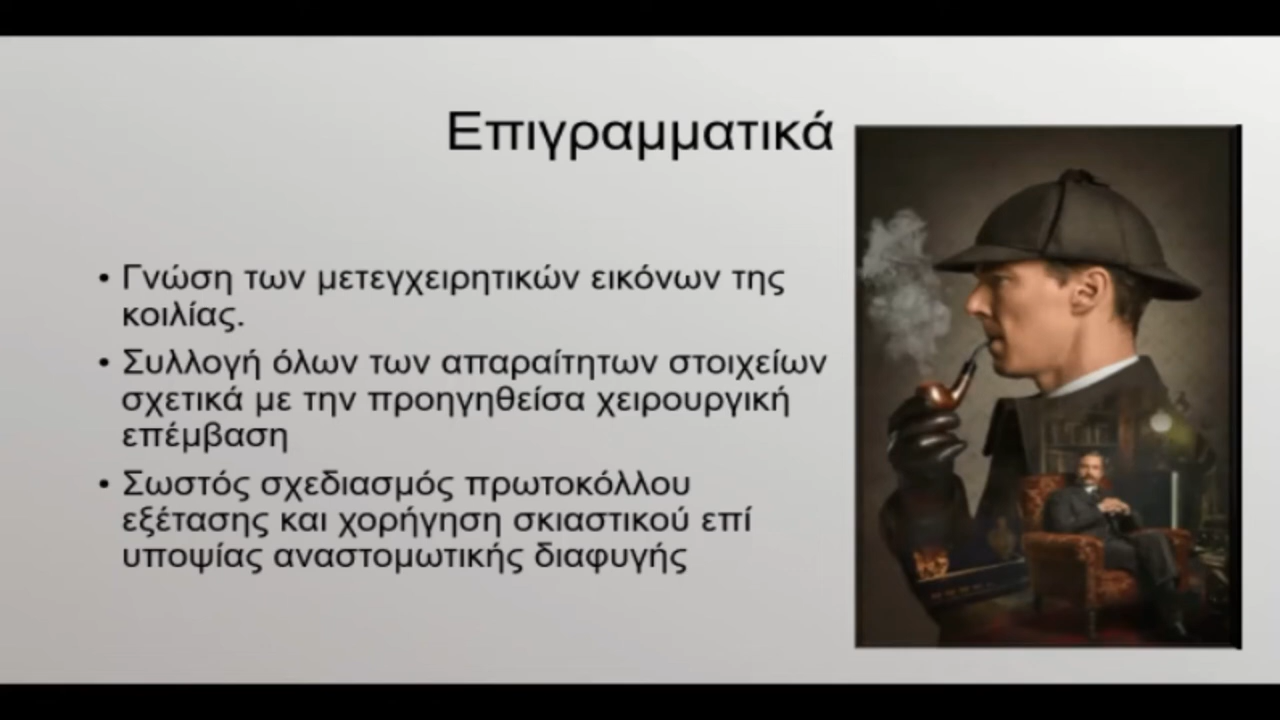 Επιγραμματικά
• Γνώση των μετεγχειρητικών εικόνων της
κοιλίας.
• Συλλογή όλων των απαραίτητων στοιχείων
σχετικά με την προηγηθείσα χειρουργική
επέμβαση
• Σωστός σχεδιασμός πρωτοκόλλου
εξέτασης και χορήγηση σκιαστικού επί
υποψίας αναστομωτικής διαφυγής